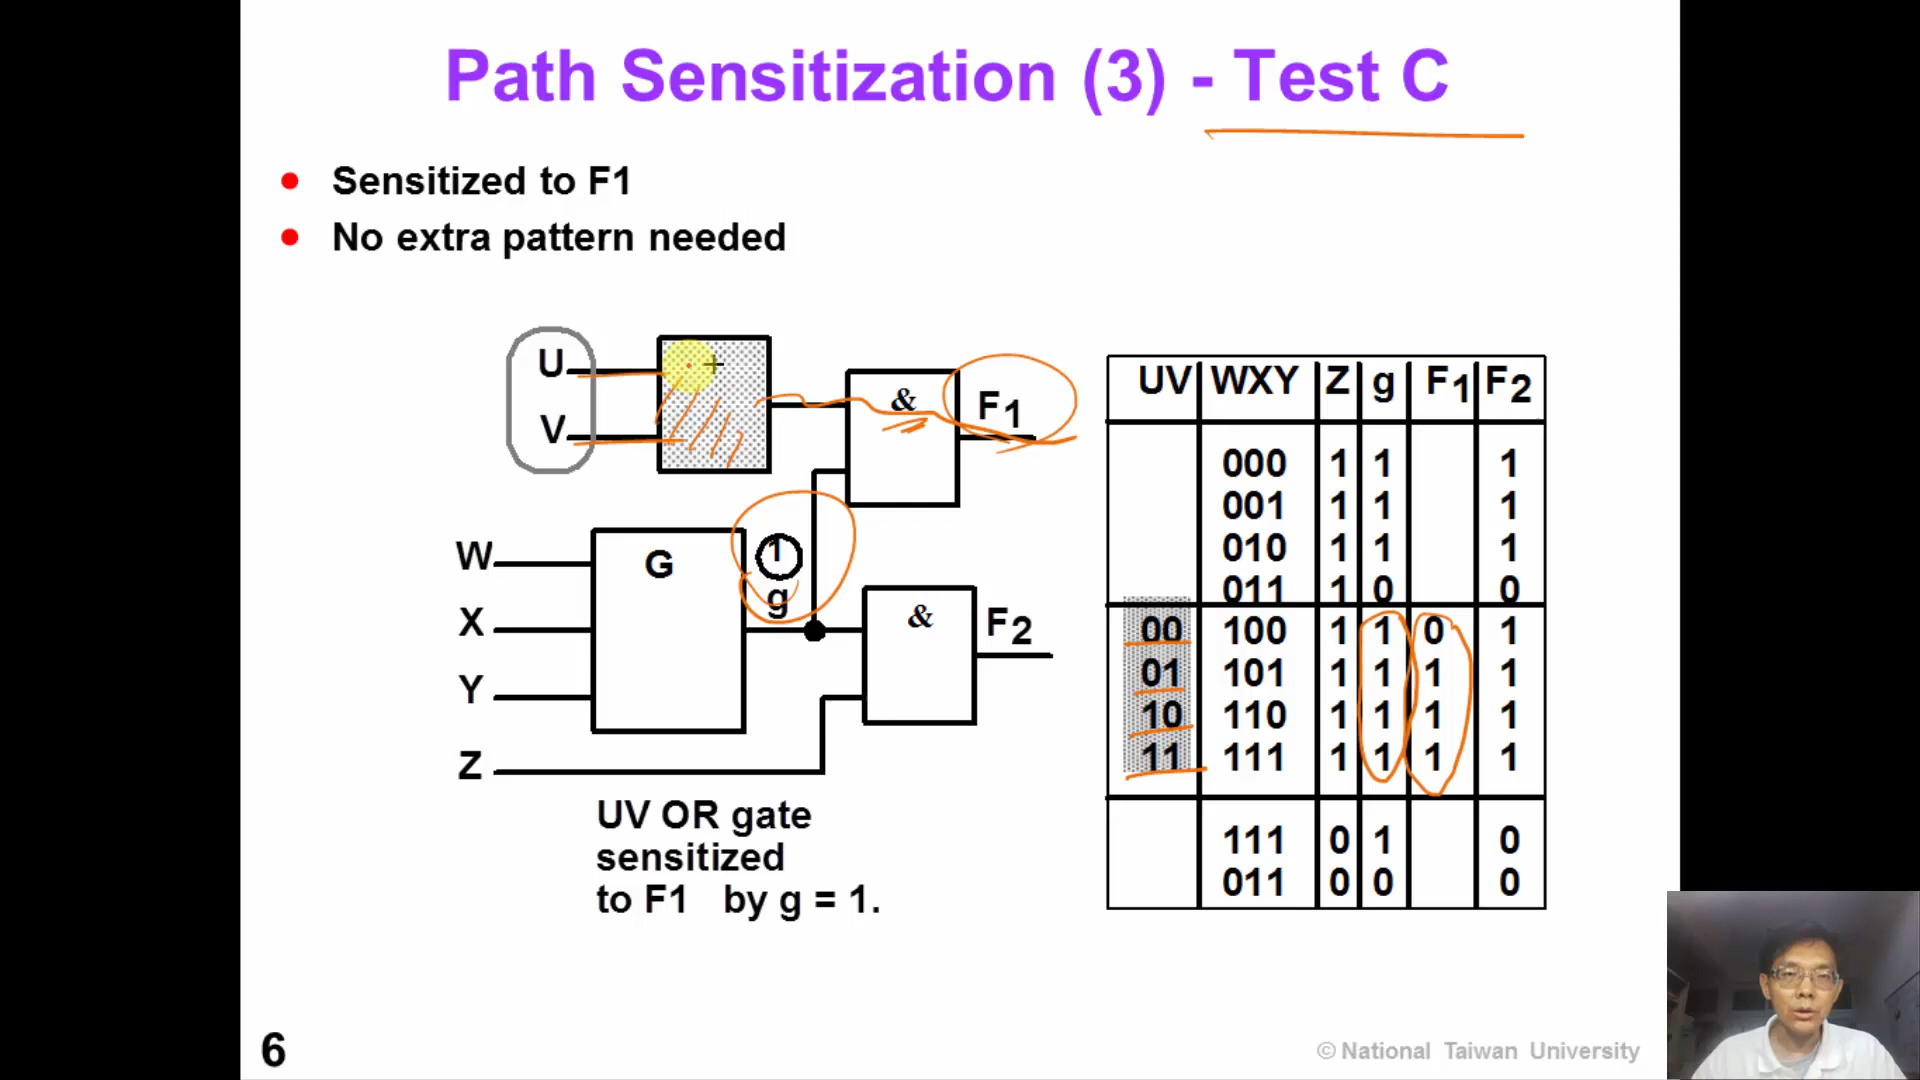 Path Sensitization (3) - Test C
Sensitized to F1
No extra pattern needed
U
V
+
&
F1
W
X
Y
Z
G
1
g
&
F2
UV OR gate
sensitized
to F1 by g = 1.
UV WXY Z g F1 F2
000 1 1 1
001 1 1 1
010 1 1 1
011 1 0 0
00 100 1 1 0 1
01 101 1 1 1 1
10 110 1 1 1 1
11 111 1 1 1 1
111 0 1 0
011 0 0 0
6
© National Taiwan University